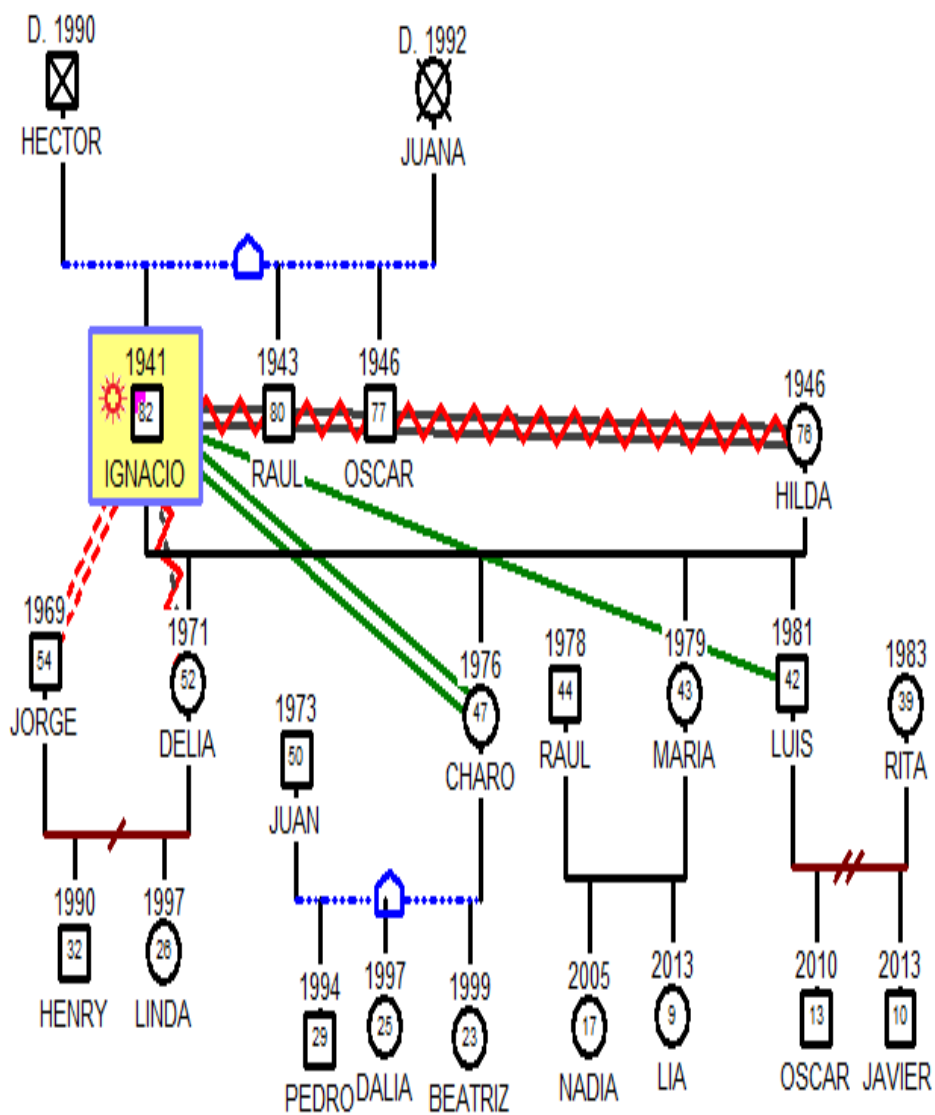 D. 1990
D. 1992
HECTOR
JUANA
1941
1943
1946
1946
82
80
77
76
IGNACIO
RAUL
OSCAR
HILDA
1969
1971
1976
1978
1979
1981
1983
54
52
47
44
43
42
39
JORGE
DELIA
1973
CHARO
RAUL
MARIA
LUIS
RITA
50
JUAN
1990
1997
1994
1997
1999
2005
2013
2010
2013
32
26
29
25
23
17
9
13
10
HENRY
LINDA
PEDRO
DALIA
BEATRIZ
NADIA
LIA
OSCAR
JAVIER